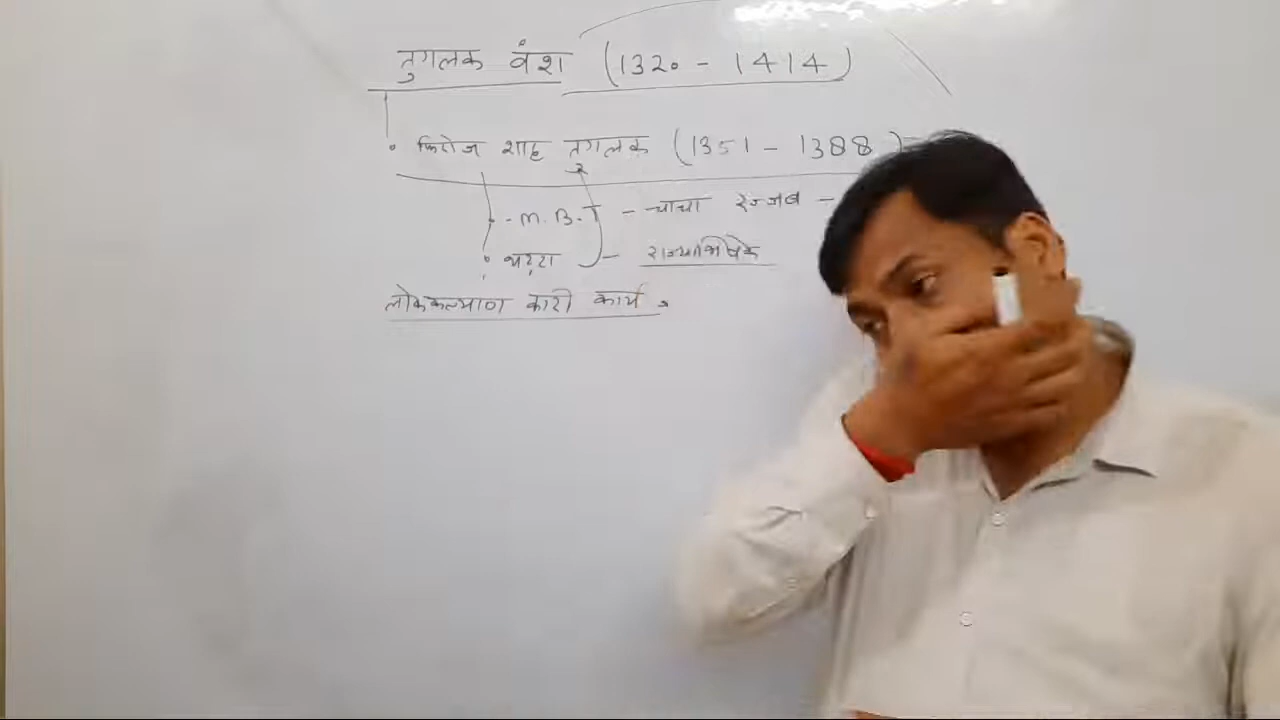 तुगलक वंश (1320 - 1414)
फिरोज शाह तुगलक (1351 - 1388)
- M.B.T - चाचा रज्जब -
थट्टा - राज्याभिषेक
लोककल्याण कारी कार्य